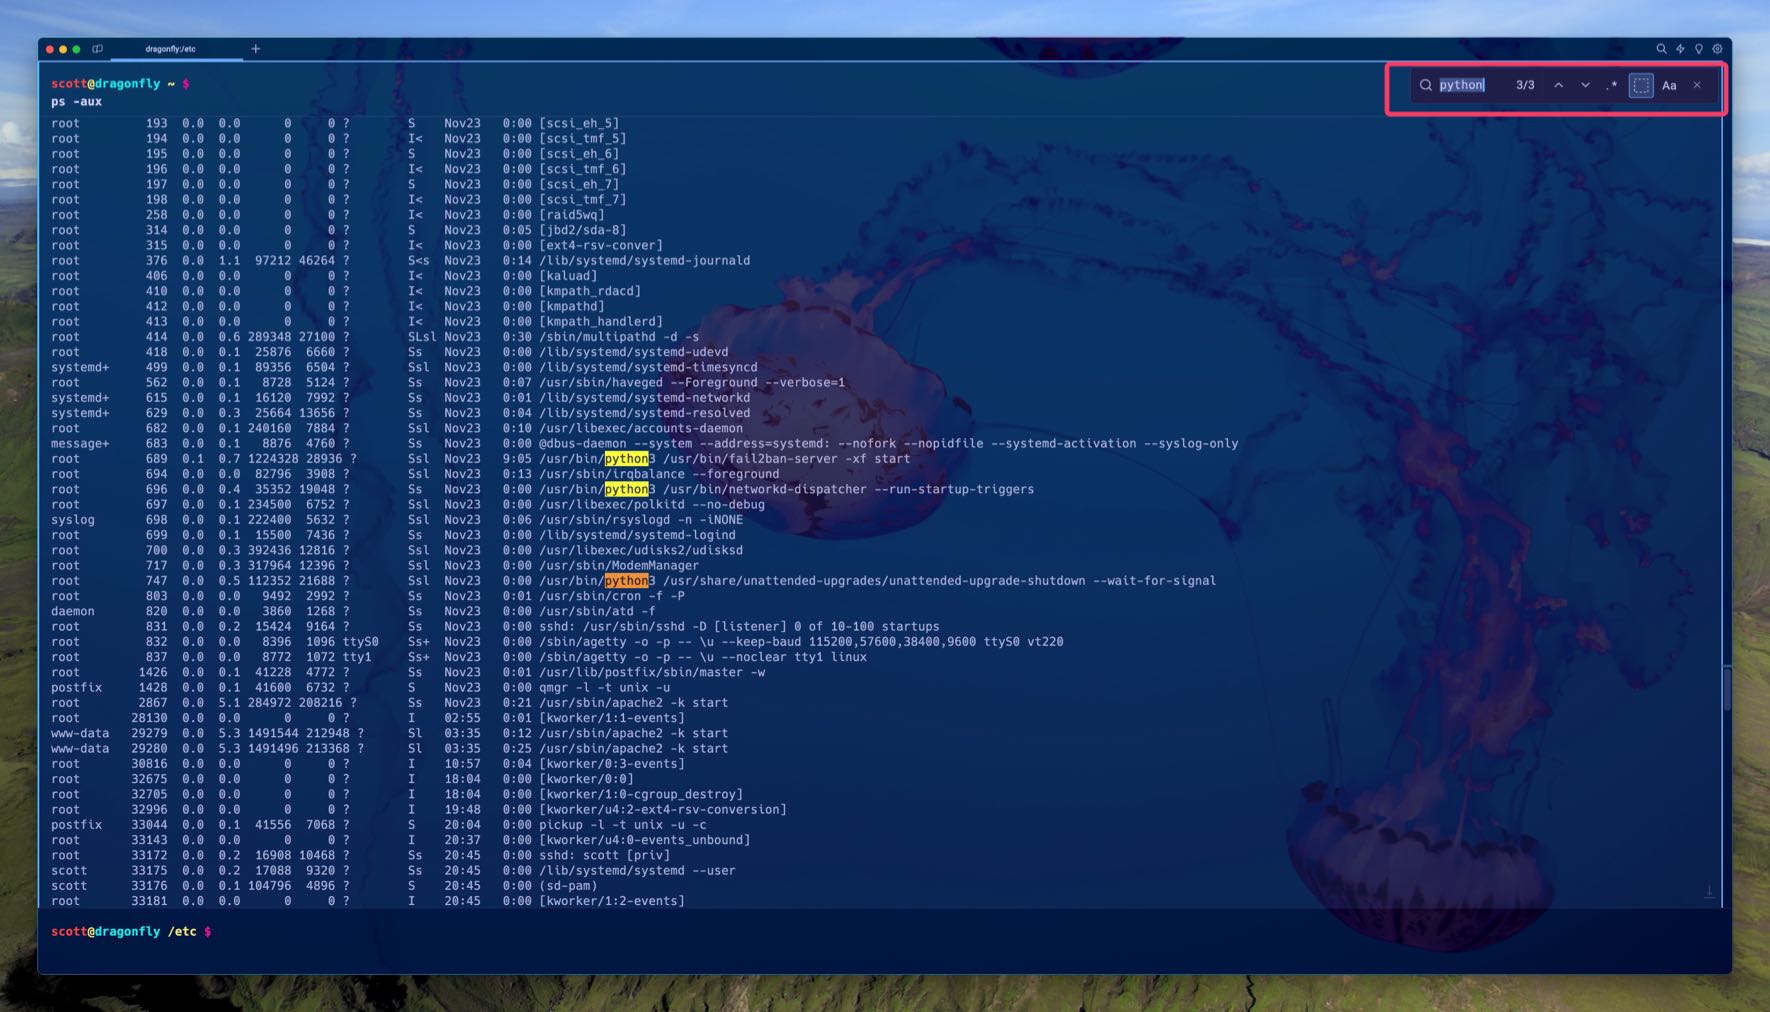 dragonfly:/etc
scott@dragonfly ~ $
python 3/3 .* Aa
ps -aux
root 193 0.0 0.0 0 0 ? S Nov23 0:00 [scsi_eh_5]
root 194 0.0 0.0 0 0 ? I< Nov23 0:00 [scsi_tmf_5]
root 195 0.0 0.0 0 0 ? S Nov23 0:00 [scsi_eh_6]
root 196 0.0 0.0 0 0 ? I< Nov23 0:00 [scsi_tmf_6]
root 197 0.0 0.0 0 0 ? S Nov23 0:00 [scsi_eh_7]
root 198 0.0 0.0 0 0 ? I< Nov23 0:00 [scsi_tmf_7]
root 258 0.0 0.0 0 0 ? I< Nov23 0:00 [raid5wq]
root 314 0.0 0.0 0 0 ? S Nov23 0:05 [jbd2/sda-8]
root 315 0.0 0.0 0 0 ? I< Nov23 0:00 [ext4-rsv-conver]
root 376 0.0 1.1 97212 46264 ? S<s Nov23 0:14 /lib/systemd/systemd-journald
root 406 0.0 0.0 0 0 ? I< Nov23 0:00 [kaluad]
root 410 0.0 0.0 0 0 ? I< Nov23 0:00 [kmpath_rdacd]
root 412 0.0 0.0 0 0 ? I< Nov23 0:00 [kmpathd]
root 413 0.0 0.0 0 0 ? I< Nov23 0:00 [kmpath_handlerd]
root 414 0.0 0.6 289348 27100 ? SLsl Nov23 0:30 /sbin/multipathd -d -s
root 418 0.0 0.1 25876 6660 ? Ss Nov23 0:00 /lib/systemd/systemd-udevd
systemd+ 499 0.0 0.1 89356 6504 ? Ssl Nov23 0:00 /lib/systemd/systemd-timesyncd
root 562 0.0 0.1 8728 5124 ? Ss Nov23 0:07 /usr/sbin/haveged --Foreground --verbose=1
systemd+ 615 0.0 0.1 16120 7992 ? Ss Nov23 0:01 /lib/systemd/systemd-networkd
systemd+ 629 0.0 0.3 25664 13656 ? Ss Nov23 0:04 /lib/systemd/systemd-resolved
root 682 0.0 0.1 240160 7884 ? Ssl Nov23 0:10 /usr/libexec/accounts-daemon
message+ 683 0.0 0.1 8876 4760 ? Ss Nov23 0:00 @dbus-daemon --system --address=systemd: --nofork --nopidfile --systemd-activation --syslog-only
root 689 0.1 0.7 1224328 28936 ? Ssl Nov23 9:05 /usr/bin/python3 /usr/bin/fail2ban-server -xf start
root 694 0.0 0.0 82796 3908 ? Ssl Nov23 0:13 /usr/sbin/irqbalance --foreground
root 696 0.0 0.4 35352 19048 ? Ss Nov23 0:00 /usr/bin/python3 /usr/bin/networkd-dispatcher --run-startup-triggers
root 697 0.0 0.1 234500 6752 ? Ssl Nov23 0:00 /usr/libexec/polkitd --no-debug
syslog 698 0.0 0.1 222400 5632 ? Ssl Nov23 0:06 /usr/sbin/rsyslogd -n -iNONE
root 699 0.0 0.1 15500 7436 ? Ss Nov23 0:00 /lib/systemd/systemd-logind
root 700 0.0 0.3 392436 12816 ? Ssl Nov23 0:00 /usr/libexec/udisks2/udisksd
root 717 0.0 0.3 317964 12396 ? Ssl Nov23 0:00 /usr/sbin/ModemManager
root 747 0.0 0.5 112352 21688 ? Ssl Nov23 0:00 /usr/bin/python3 /usr/share/unattended-upgrades/unattended-upgrade-shutdown --wait-for-signal
root 803 0.0 0.0 9492 2992 ? Ss Nov23 0:01 /usr/sbin/cron -f -P
daemon 820 0.0 0.0 3860 1268 ? Ss Nov23 0:00 /usr/sbin/atd -f
root 831 0.0 0.2 15424 9164 ? Ss Nov23 0:00 sshd: /usr/sbin/sshd -D [listener] 0 of 10-100 startups
root 832 0.0 0.0 8396 1096 ttyS0 Ss+ Nov23 0:00 /sbin/agetty -o -p -- \u --keep-baud 115200,57600,38400,9600 ttyS0 vt220
root 837 0.0 0.0 8772 1072 tty1 Ss+ Nov23 0:00 /sbin/agetty -o -p -- \u --noclear tty1 linux
root 1426 0.0 0.1 41228 4772 ? Ss Nov23 0:01 /usr/lib/postfix/sbin/master -w
postfix 1428 0.0 0.1 41600 6732 ? S Nov23 0:00 qmgr -l -t unix -u
root 2867 0.0 5.1 284972 208216 ? Ss Nov23 0:21 /usr/sbin/apache2 -k start
root 28130 0.0 0.0 0 0 ? I 02:55 0:01 [kworker/1:1-events]
www-data 29279 0.0 5.3 1491544 212948 ? Sl 03:35 0:12 /usr/sbin/apache2 -k start
www-data 29280 0.0 5.3 1491496 213368 ? Sl 03:35 0:25 /usr/sbin/apache2 -k start
root 30816 0.0 0.0 0 0 ? I 10:57 0:04 [kworker/0:3-events]
root 32675 0.0 0.0 0 0 ? I 18:04 0:00 [kworker/0:0]
root 32705 0.0 0.0 0 0 ? I 18:04 0:00 [kworker/1:0-cgroup_destroy]
root 32996 0.0 0.0 0 0 ? I 19:48 0:00 [kworker/u4:2-ext4-rsv-conversion]
postfix 33044 0.0 0.1 41556 7068 ? S 20:04 0:00 pickup -l -t unix -u -c
root 33143 0.0 0.0 0 0 ? I 20:37 0:00 [kworker/u4:0-events_unbound]
root 33172 0.0 0.2 16908 10468 ? Ss 20:45 0:00 sshd: scott [priv]
scott 33175 0.0 0.2 17088 9320 ? Ss 20:45 0:00 /lib/systemd/systemd --user
scott 33176 0.0 0.1 104796 4896 ? S 20:45 0:00 (sd-pam)
root 33181 0.0 0.0 0 0 ? I 20:45 0:00 [kworker/1:2-events]
scott@dragonfly /etc $